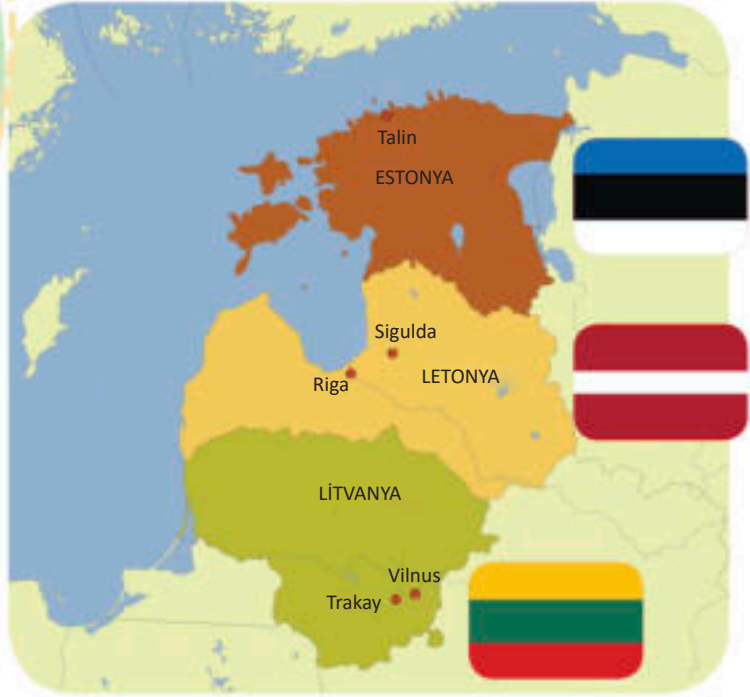 Talin
ESTONYA
Sigulda
Riga
LETONYA
LİTVANYA
Vilnus
Trakay